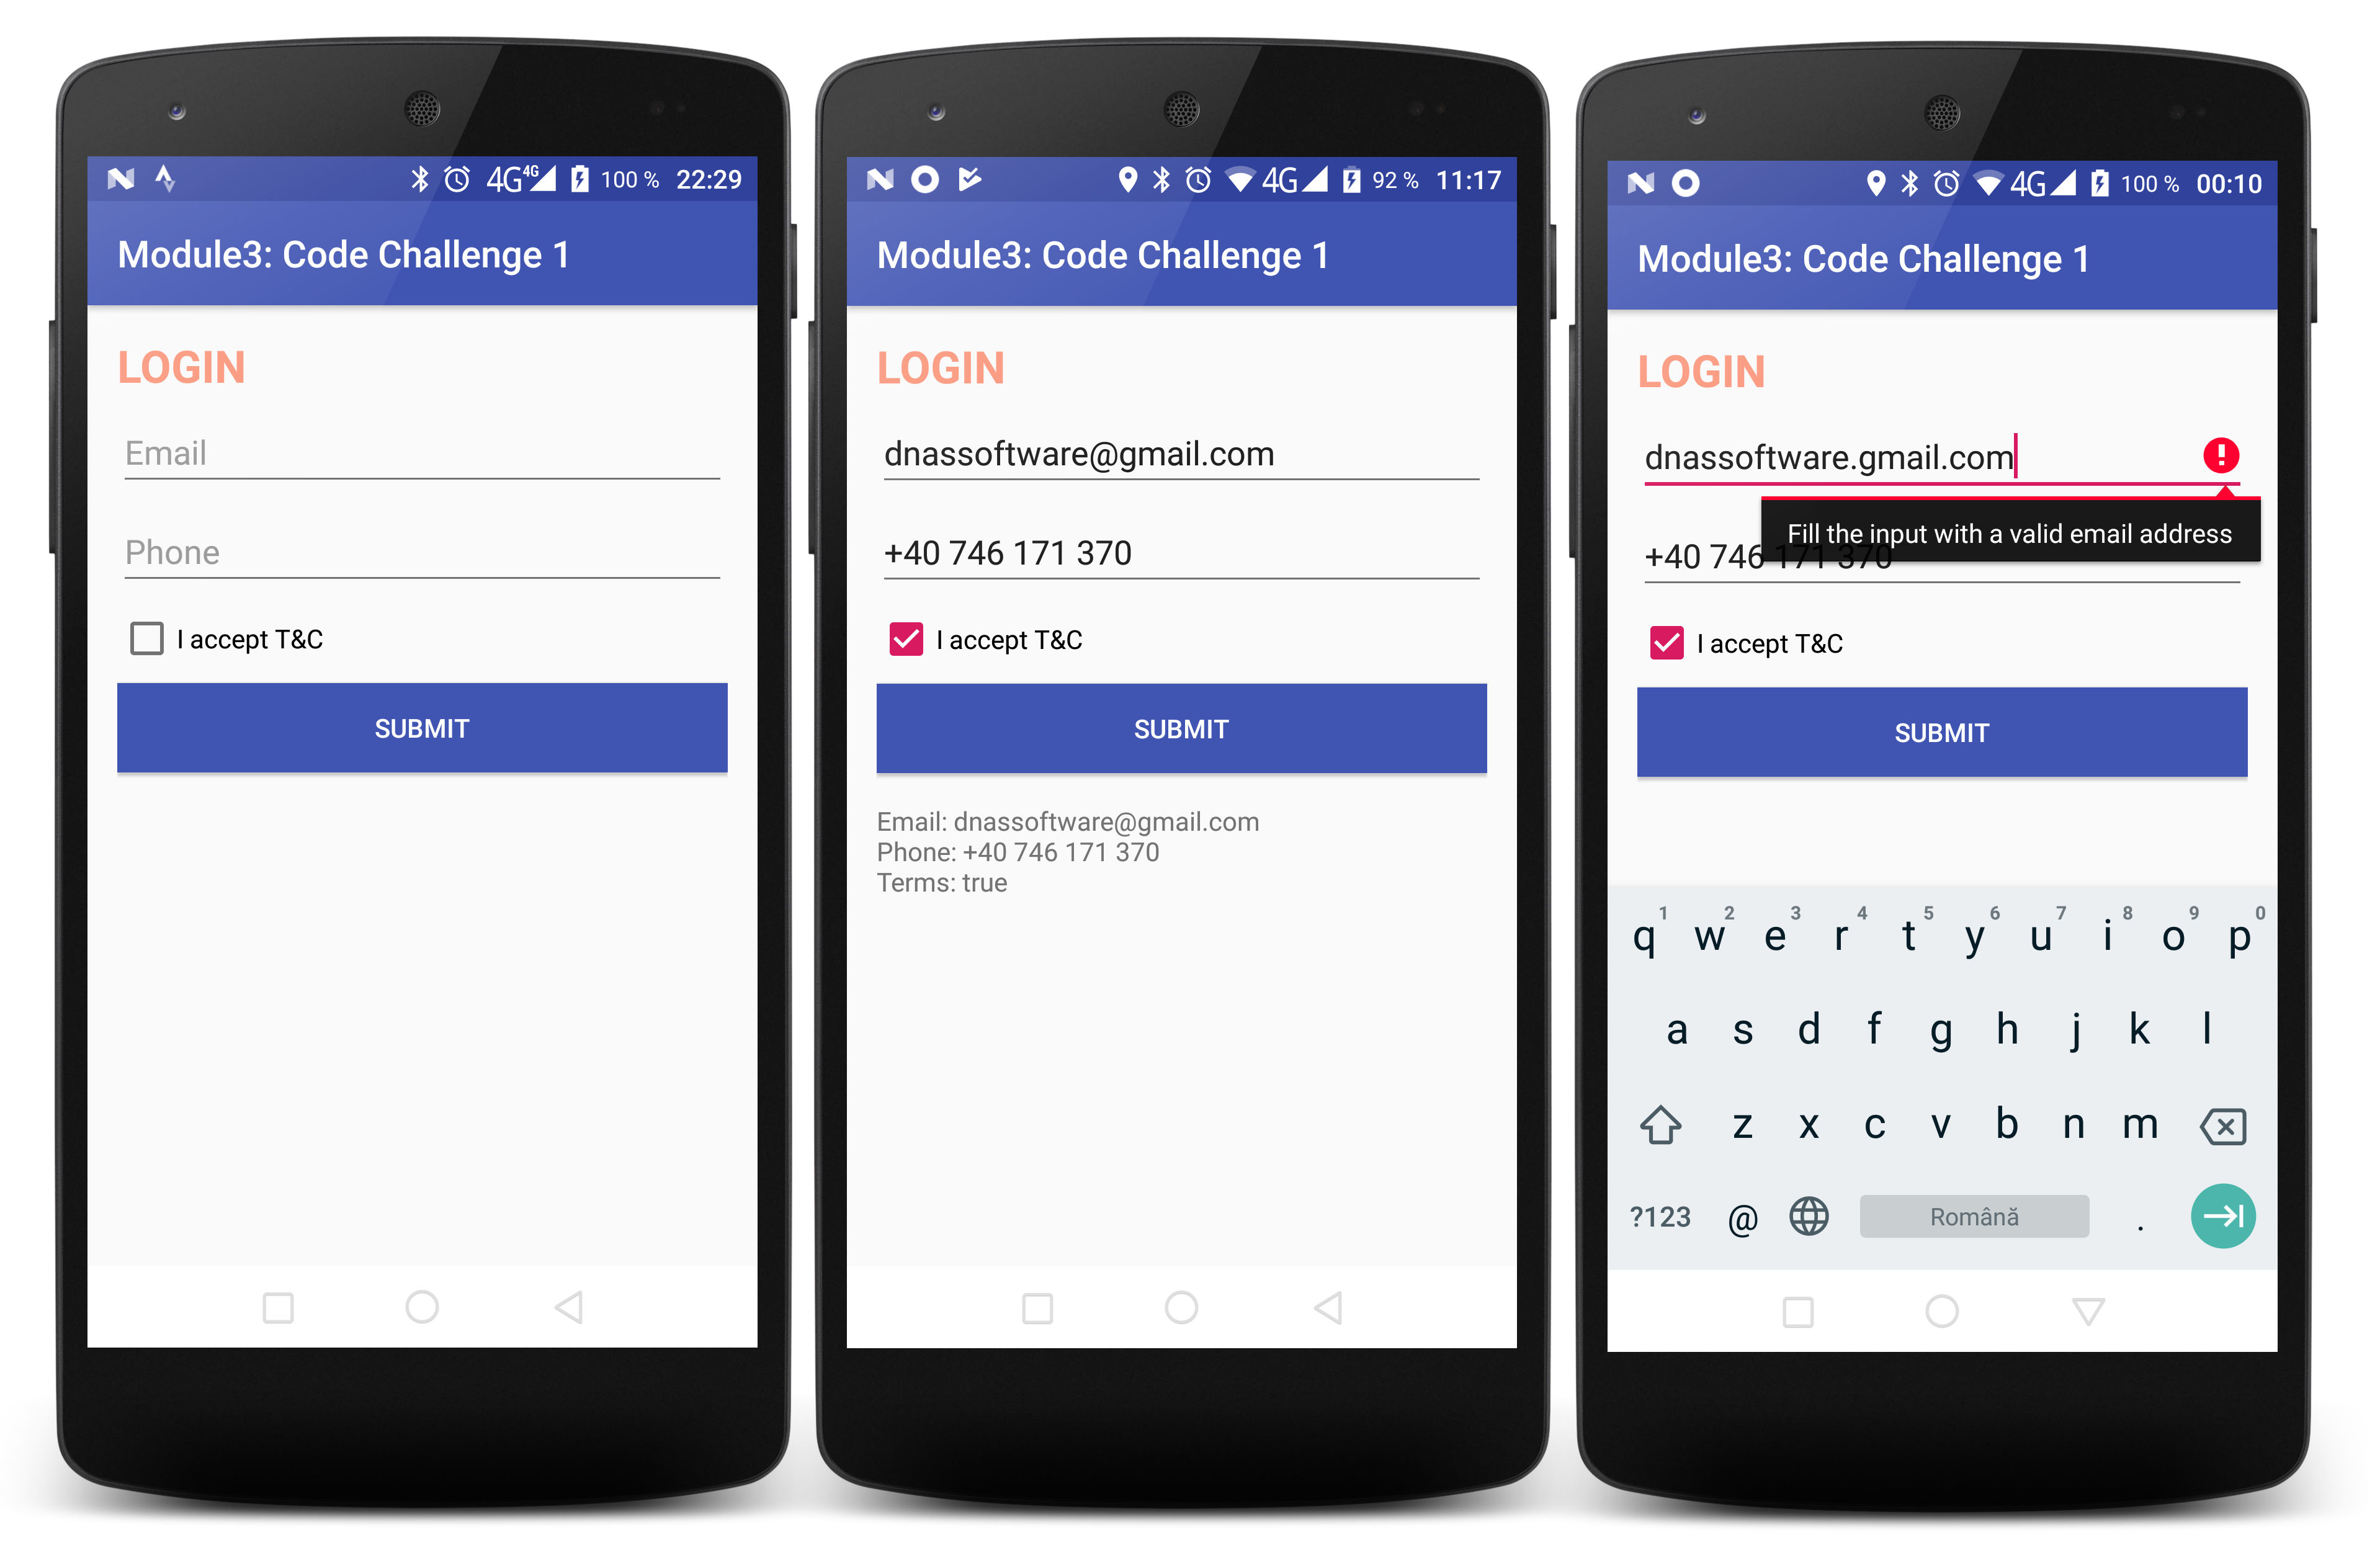 4G 4G 100 % 22:29
Module3: Code Challenge 1
LOGIN
Email
Phone
I accept T&C
SUBMIT
4G 92 % 11:17
Module3: Code Challenge 1
LOGIN
dnassoftware@gmail.com
+40 746 171 370
I accept T&C
SUBMIT
Email: dnassoftware@gmail.com
Phone: +40 746 171 370
Terms: true
4G 100 % 00:10
Module3: Code Challenge 1
LOGIN
dnassoftware.gmail.com
Fill the input with a valid email address
+40 746 171 370
I accept T&C
SUBMIT
1 2 3 4 5 6 7 8 9 0
q w e r t y u i o p
a s d f g h j k l
z x c v b n m
?123 @ Română .